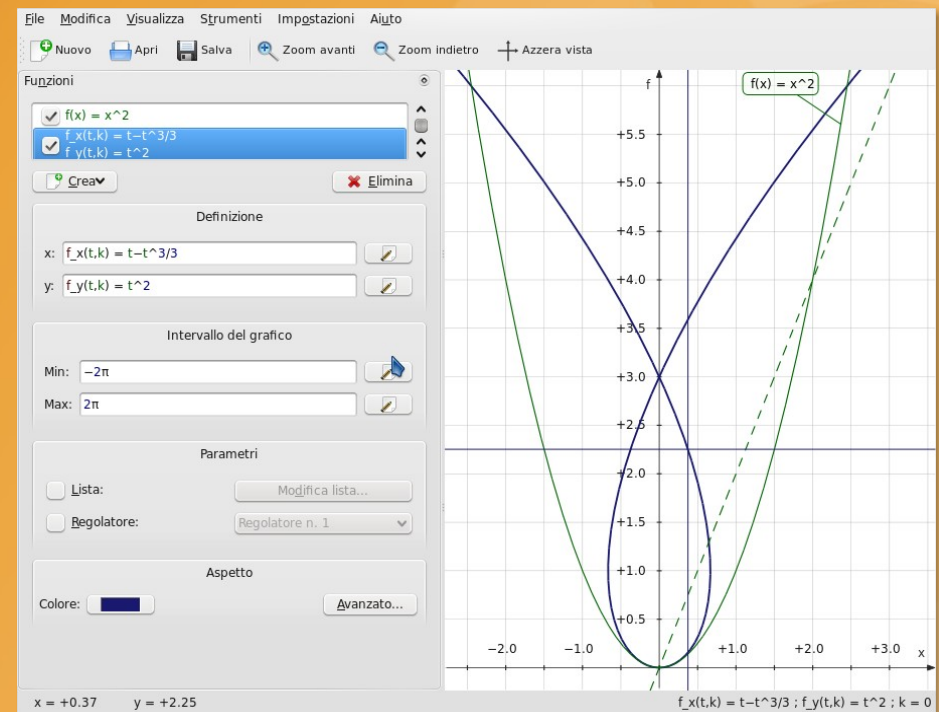 File Modifica Visualizza Strumenti Impostazioni Aiuto
Nuovo Apri Salva Zoom avanti Zoom indietro Azzera vista
Funzioni
f(x) = x^2
f_x(t,k) = t−t^3/3
f_y(t,k) = t^2
Crea Elimina
Definizione
x: f_x(t,k) = t−t^3/3
y: f_y(t,k) = t^2
Intervallo del grafico
Min: −2π
Max: 2π
Parametri
Lista: Modifica lista...
Regolatore: Regolatore n. 1
Aspetto
Colore: Avanzato...
f
f(x) = x^2
+5.5
+5.0
+4.5
+4.0
+3.5
+3.0
+2.5
+2.0
+1.5
+1.0
+0.5
−2.0 −1.0 +1.0 +2.0 +3.0 x
x = +0.37 y = +2.25 f_x(t,k) = t−t^3/3 ; f_y(t,k) = t^2 ; k = 0